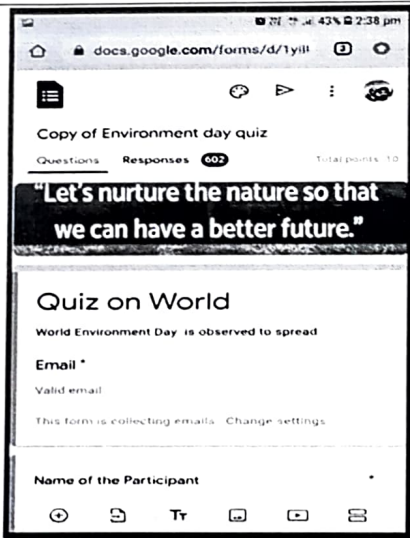 43% 2:38 pm
docs.google.com/forms/d/1yill
Copy of Environment day quiz
Questions Responses 602 Total points: 10
"Let's nurture the nature so that
we can have a better future."
Quiz on World
World Environment Day is observed to spread
Email *
Valid email
This form is collecting emails Change settings
Name of the Participant *
Tт